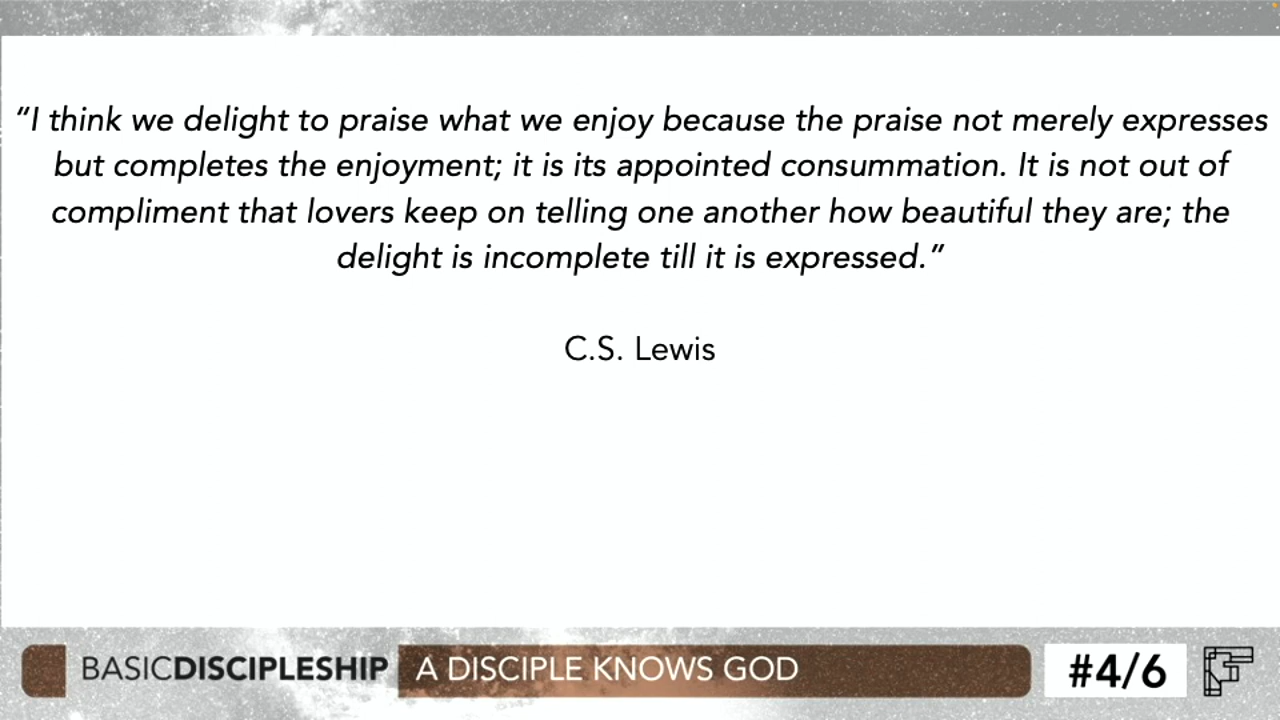 “I think we delight to praise what we enjoy because the praise not merely expresses
but completes the enjoyment; it is its appointed consummation. It is not out of
compliment that lovers keep on telling one another how beautiful they are; the
delight is incomplete till it is expressed.”
C.S. Lewis
BASICDISCIPLESHIP A DISCIPLE KNOWS GOD #4/6